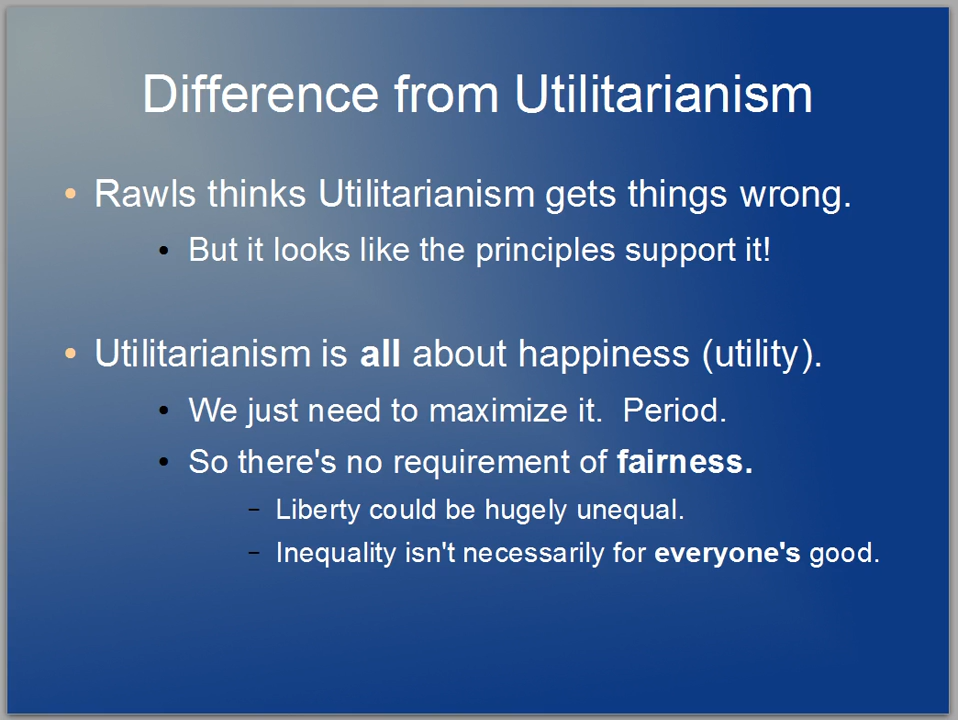 Difference from Utilitarianism
• Rawls thinks Utilitarianism gets things wrong.
• But it looks like the principles support it!
• Utilitarianism is all about happiness (utility).
• We just need to maximize it.  Period.
• So there's no requirement of fairness.
– Liberty could be hugely unequal.
– Inequality isn't necessarily for everyone's good.